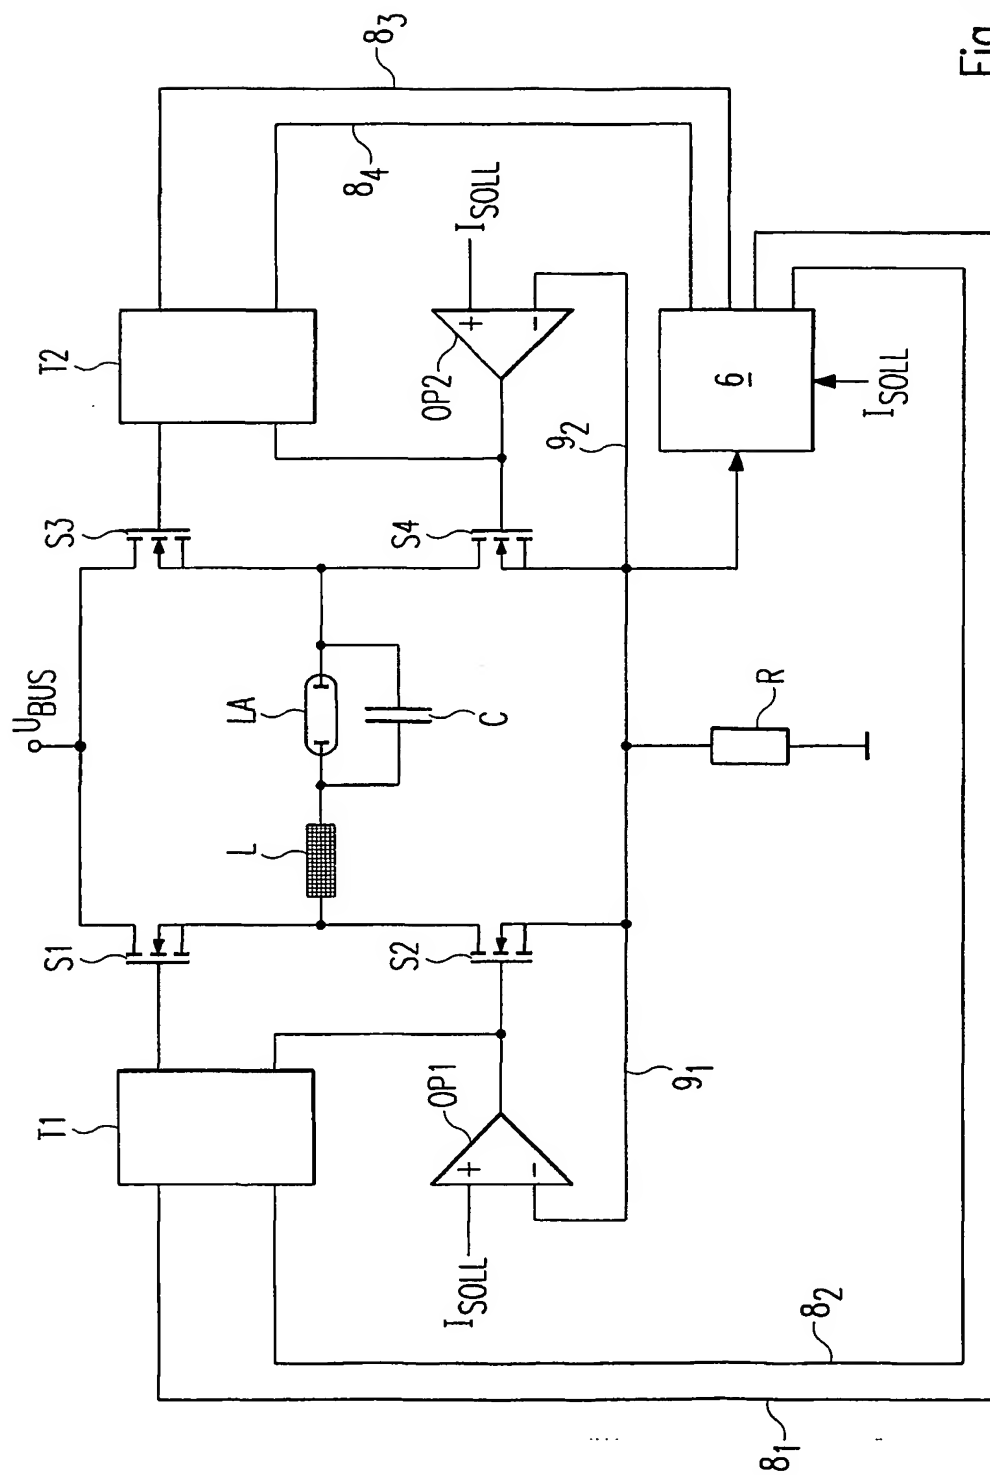 U_BUS
S1
S3
T1
T2
L
LA
C
S2
S4
OP1
OP2
+
−
+
−
I_SOLL
I_SOLL
9_1
9_2
R
6
I_SOLL
8_1
8_2
8_3
8_4
Fig